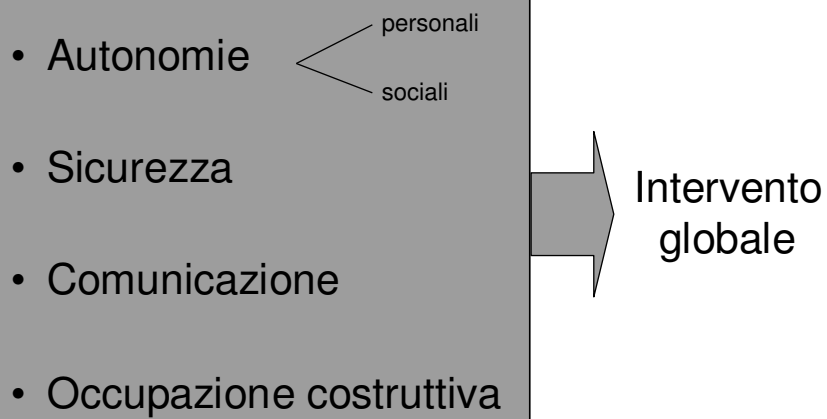 • Autonomie
personali
sociali
• Sicurezza
• Comunicazione
• Occupazione costruttiva
Intervento
globale